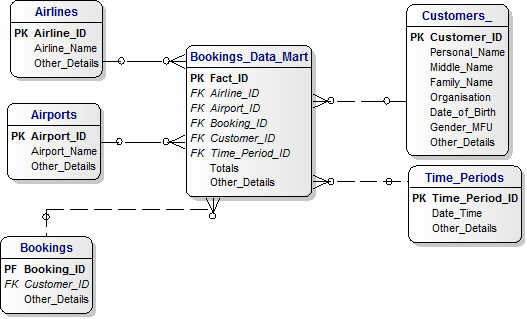 Airlines
PK Airline_ID
Airline_Name
Other_Details
Airports
PK Airport_ID
Airport_Name
Other_Details
Bookings
PF Booking_ID
FK Customer_ID
Other_Details
Bookings_Data_Mart
PK Fact_ID
FK Airline_ID
FK Airport_ID
FK Booking_ID
FK Customer_ID
FK Time_Period_ID
Totals
Other_Details
Customers_
PK Customer_ID
Personal_Name
Middle_Name
Family_Name
Organisation
Date_of_Birth
Gender_MFU
Other_Details
Time_Periods
PK Time_Period_ID
Date_Time
Other_Details